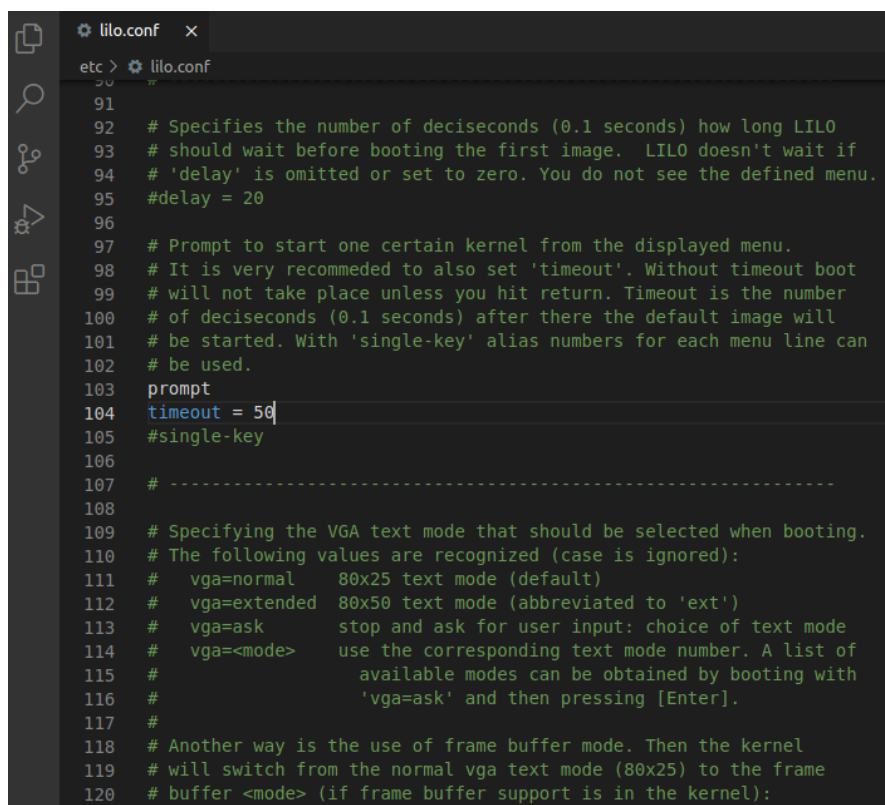 lilo.conf ×
etc > lilo.conf
90 # ---------------------------------------------------------------
91
92 # Specifies the number of deciseconds (0.1 seconds) how long LILO
93 # should wait before booting the first image.  LILO doesn't wait if
94 # 'delay' is omitted or set to zero. You do not see the defined menu.
95 #delay = 20
96
97 # Prompt to start one certain kernel from the displayed menu.
98 # It is very recommeded to also set 'timeout'. Without timeout boot
99 # will not take place unless you hit return. Timeout is the number
100 # of deciseconds (0.1 seconds) after there the default image will
101 # be started. With 'single-key' alias numbers for each menu line can
102 # be used.
103 prompt
104 timeout = 50
105 #single-key
106
107 # ---------------------------------------------------------------
108
109 # Specifying the VGA text mode that should be selected when booting.
110 # The following values are recognized (case is ignored):
111 #   vga=normal    80x25 text mode (default)
112 #   vga=extended  80x50 text mode (abbreviated to 'ext')
113 #   vga=ask       stop and ask for user input: choice of text mode
114 #   vga=<mode>    use the corresponding text mode number. A list of
115 #                   available modes can be obtained by booting with
116 #                   'vga=ask' and then pressing [Enter].
117 #
118 # Another way is the use of frame buffer mode. Then the kernel
119 # will switch from the normal vga text mode (80x25) to the frame
120 # buffer <mode> (if frame buffer support is in the kernel):